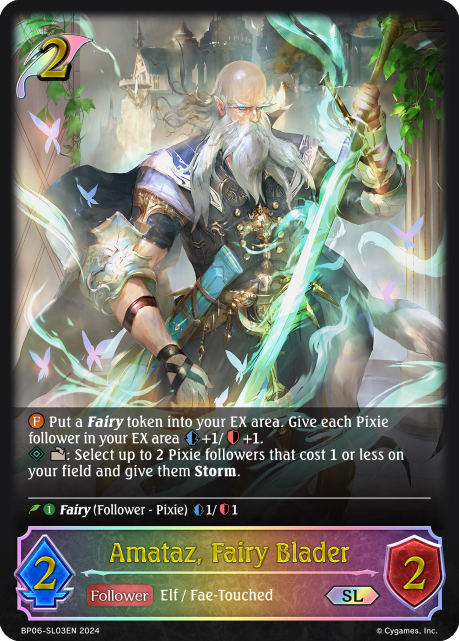 2
F Put a Fairy token into your EX area. Give each Pixie
follower in your EX area +1/ +1.
: Select up to 2 Pixie followers that cost 1 or less on
your field and give them Storm.
1 Fairy (Follower - Pixie) 1/ 1
Amataz, Fairy Blader
2
Follower Elf / Fae-Touched SL
2
BP06-SL03EN 2024 © Cygames, Inc.